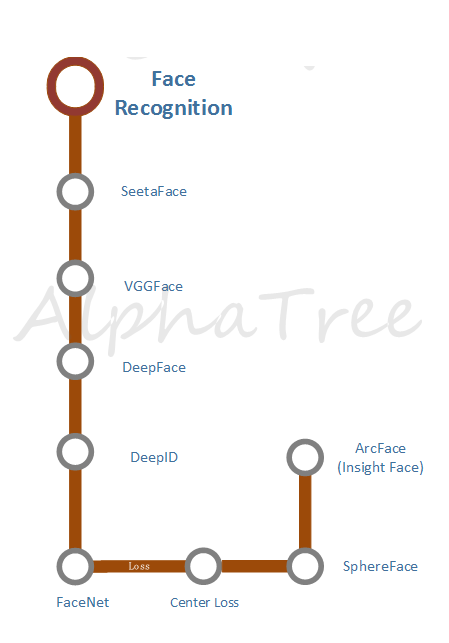 Face
Recognition
SeetaFace
VGGFace
AlphaTree
DeepFace
DeepID
ArcFace
(Insight Face)
Loss
SphereFace
FaceNet
Center Loss